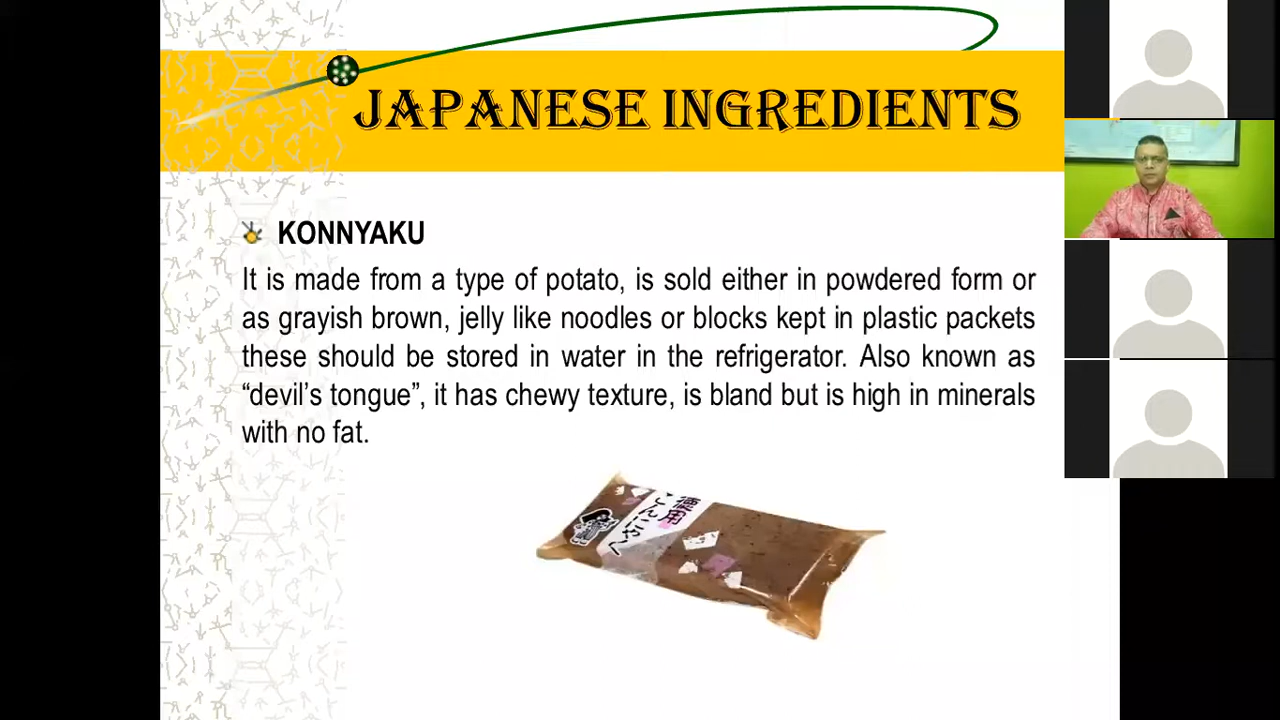 JAPANESE INGREDIENTS
KONNYAKU
It is made from a type of potato, is sold either in powdered form or
as grayish brown, jelly like noodles or blocks kept in plastic packets
these should be stored in water in the refrigerator. Also known as
“devil’s tongue”, it has chewy texture, is bland but is high in minerals
with no fat.
こんにゃく